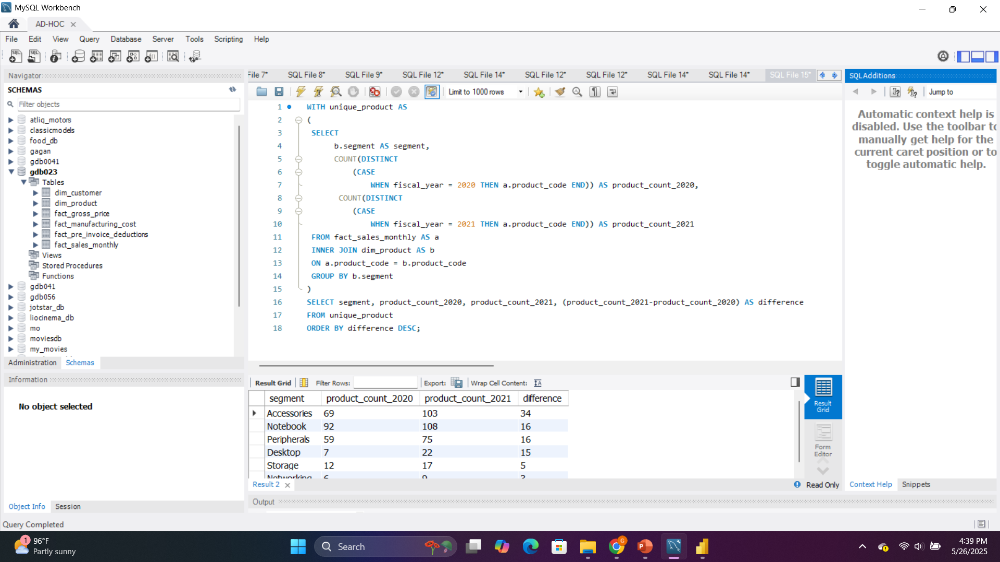 MySQL Workbench
AD-HOC
File Edit View Query Database Server Tools Scripting Help
Navigator
SCHEMAS
Filter objects
atliq_motors
classicmodels
food_db
gagan
gdb0041
gdb023
Tables
dim_customer
dim_product
fact_gross_price
fact_manufacturing_cost
fact_pre_invoice_deductions
fact_sales_monthly
Views
Stored Procedures
Functions
gdb041
gdb056
jotstar_db
liocinema_db
mo
moviesdb
my_movies
Administration Schemas
Information
No object selected
Object Info Session
Query Completed
File 7* SQL File 8* SQL File 9* SQL File 12* SQL File 14* SQL File 12* SQL File 12* SQL File 14* SQL File 14* SQL File 15*
Limit to 1000 rows
1 WITH unique_product AS
2 (
3 SELECT
4 b.segment AS segment,
5 COUNT(DISTINCT
6 (CASE
7 WHEN fiscal_year = 2020 THEN a.product_code END)) AS product_count_2020,
8 COUNT(DISTINCT
9 (CASE
10 WHEN fiscal_year = 2021 THEN a.product_code END)) AS product_count_2021
11 FROM fact_sales_monthly AS a
12 INNER JOIN dim_product AS b
13 ON a.product_code = b.product_code
14 GROUP BY b.segment
15 )
16 SELECT segment, product_count_2020, product_count_2021, (product_count_2021-product_count_2020) AS difference
17 FROM unique_product
18 ORDER BY difference DESC;
Result Grid Filter Rows: Export: Wrap Cell Content:
segment product_count_2020 product_count_2021 difference
Accessories 69 103 34
Notebook 92 108 16
Peripherals 59 75 16
Desktop 7 22 15
Storage 12 17 5
Networking 6 9 3
Result 2
Read Only
Result
Grid
Form
Editor
Output
SQLAdditions
Jump to
Automatic context help is
disabled. Use the toolbar to
manually get help for the
current caret position or to
toggle automatic help.
Context Help Snippets
1
96°F
Partly sunny
Search
G
4:39 PM
5/26/2025